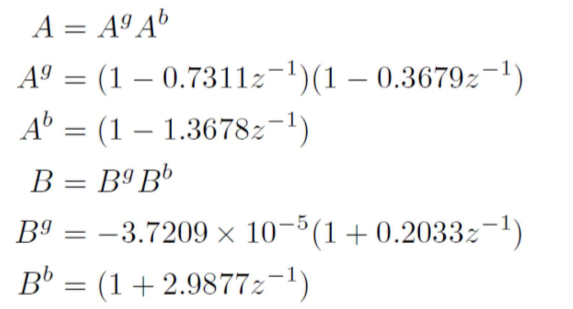 A = A^g A^b
A^g = (1 − 0.7311z^{−1})(1 − 0.3679z^{−1})
A^b = (1 − 1.3678z^{−1})
B = B^g B^b
B^g = −3.7209 × 10^{−5}(1 + 0.2033z^{−1})
B^b = (1 + 2.9877z^{−1})